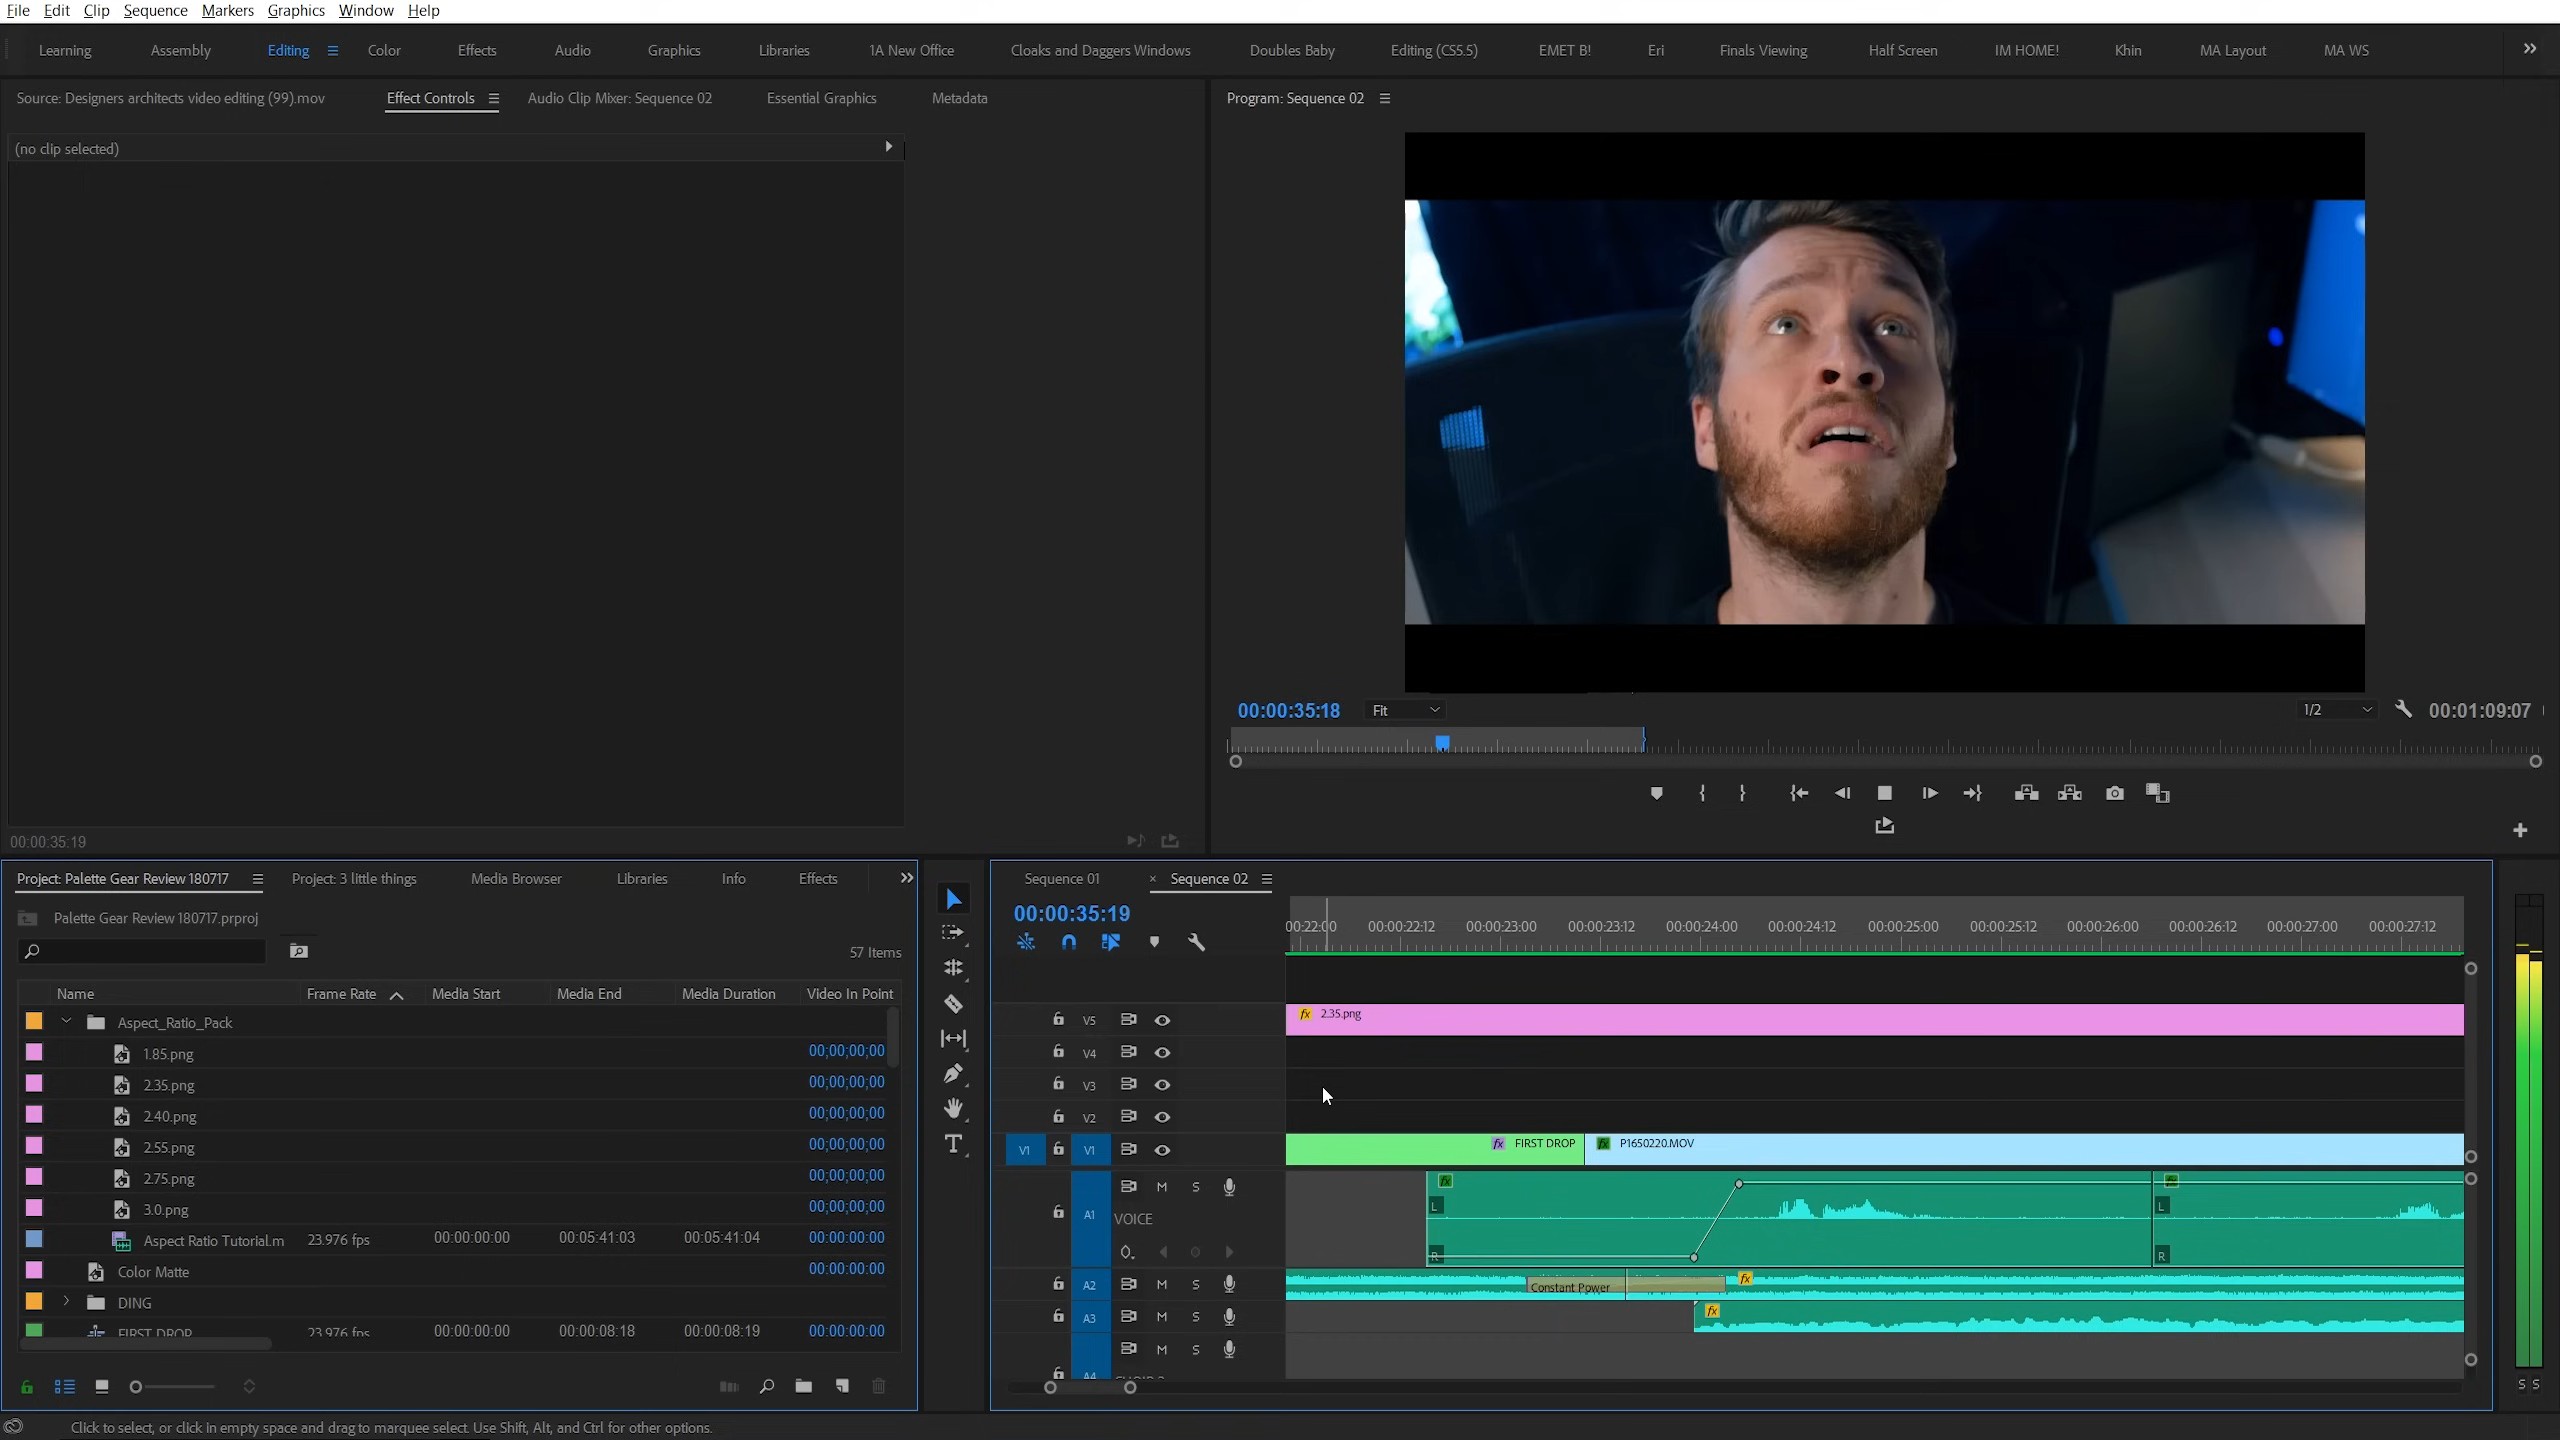 File Edit Clip Sequence Markers Graphics Window Help
Learning Assembly Editing Color Effects Audio Graphics Libraries 1A New Office Cloaks and Daggers Windows Doubles Baby Editing (CS5.5) EMET B! Eri Finals Viewing Half Screen IM HOME! Khin MA Layout MA WS
Source: Designers architects video editing (99).mov Effect Controls Audio Clip Mixer: Sequence 02 Essential Graphics Metadata
Program: Sequence 02
(no clip selected)
00:00:35:18 Fit 1/2 00:01:09:07
00:00:35:19
Project: Palette Gear Review 180717 Project: 3 little things Media Browser Libraries Info Effects
Palette Gear Review 180717.prproj
57 Items
Name Frame Rate Media Start Media End Media Duration Video In Point
Aspect_Ratio_Pack
1.85.png 00;00;00;00
2.35.png 00;00;00;00
2.40.png 00;00;00;00
2.55.png 00;00;00;00
2.75.png 00;00;00;00
3.0.png 00;00;00;00
Aspect Ratio Tutorial.m 23.976 fps 00:00:00:00 00:05:41:03 00:05:41:04 00:00:00:00
Color Matte 00:00:00:00
DING
FIRST DROP 23.976 fps 00:00:00:00 00:00:08:18 00:00:08:19 00:00:00:00
Sequence 01 × Sequence 02
00:00:35:19
00:22:00 00:00:22:12 00:00:23:00 00:00:23:12 00:00:24:00 00:00:24:12 00:00:25:00 00:00:25:12 00:00:26:00 00:00:26:12 00:00:27:00 00:00:27:12
V5 fx 2.35.png
V4
V3
V2
V1 V1 fx FIRST DROP fx P1650220.MOV
A1 M S fx L R fx L R
VOICE
A2 M S Constant Power fx
A3 M S fx
A4 M S
S S
Click to select, or click in empty space and drag to marquee select. Use Shift, Alt, and Ctrl for other options.